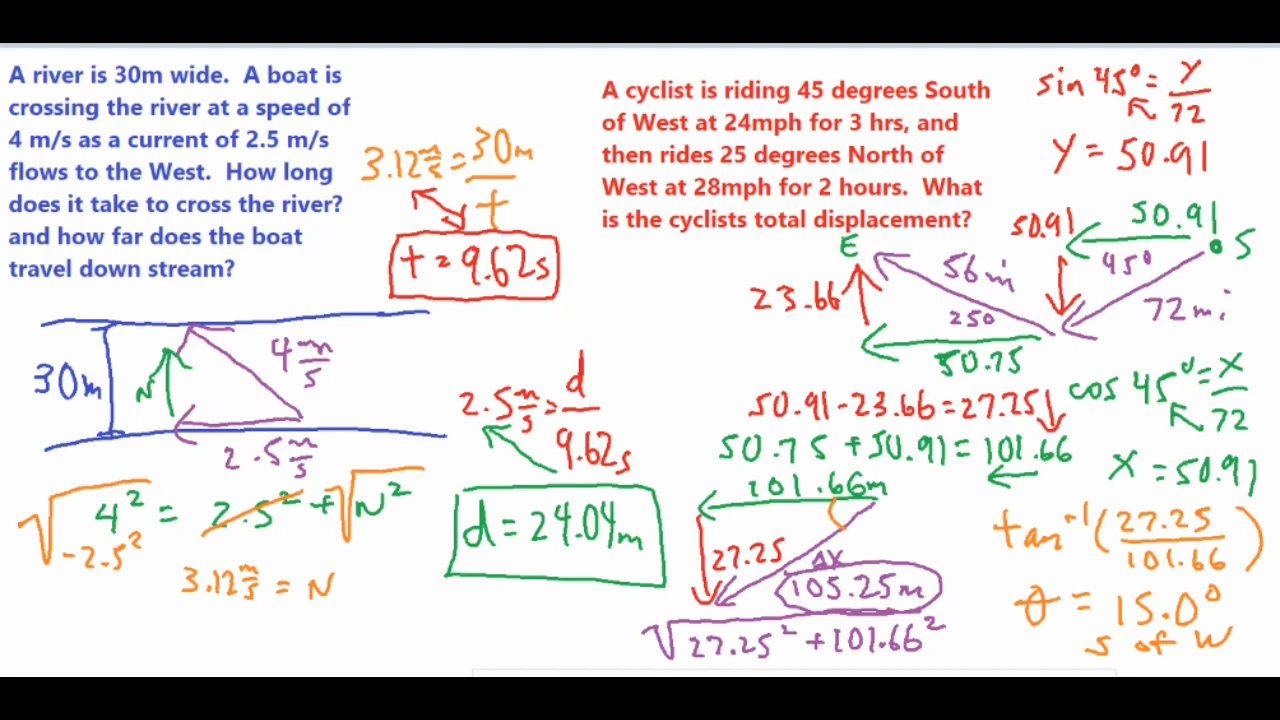 A river is 30m wide. A boat is
crossing the river at a speed of
4 m/s as a current of 2.5 m/s
flows to the West. How long
does it take to cross the river?
and how far does the boat
travel down stream?
3.12 m/s = 30m / t
t = 9.62s
30m
N
4 m/s
2.5 m/s
4² = 2.5² + N²
-2.5²
3.12 m/s = N
2.5 m/s = d / 9.62s
d = 24.04m
A cyclist is riding 45 degrees South
of West at 24mph for 3 hrs, and
then rides 25 degrees North of
West at 28mph for 2 hours. What
is the cyclists total displacement?
sin 45° = Y / 72
Y = 50.91
50.91
50.91
S
45°
72mi
E
56mi
23.66
250
50.75
cos 45° = X / 72
X = 50.91
50.91 - 23.66 = 27.25
50.75 + 50.91 = 101.66
101.66m
27.25
ΔX
105.25m
√27.25² + 101.66²
tan⁻¹(27.25 / 101.66)
θ = 15.0°
S of W